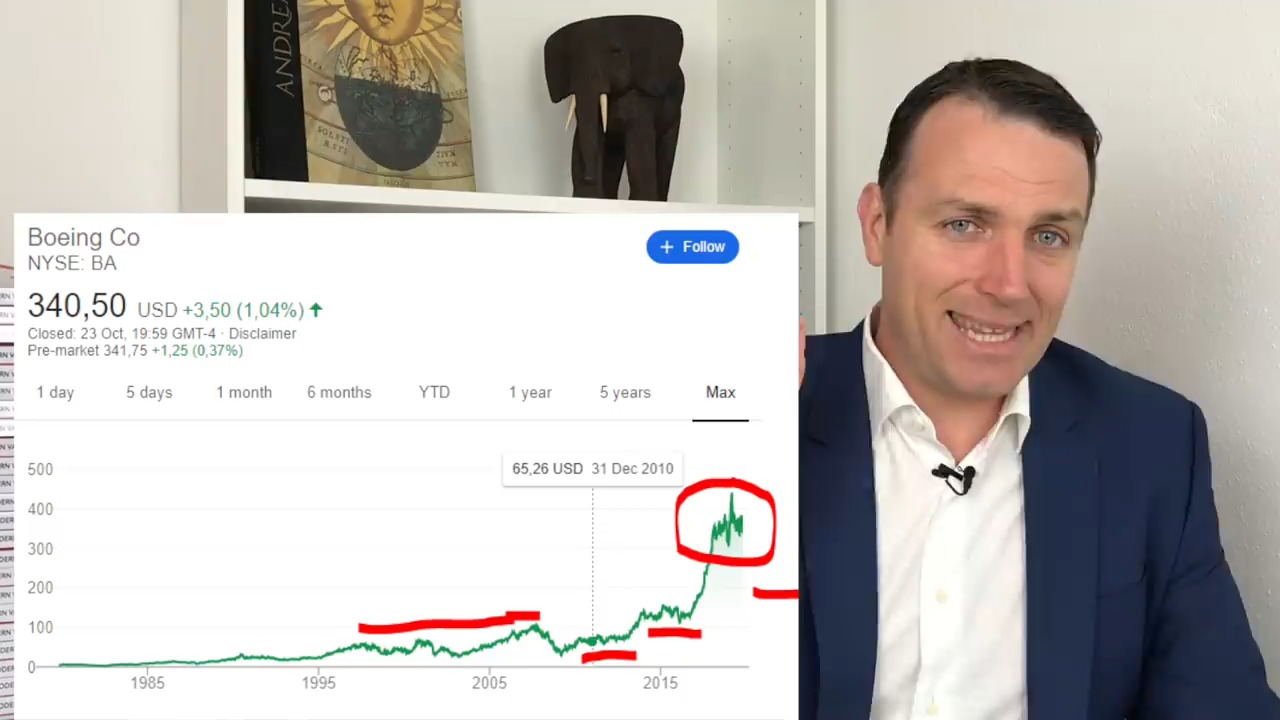 ANDREA
SOLSTI
Boeing Co
NYSE: BA
+ Follow
340,50 USD +3,50 (1,04%) ↑
Closed: 23 Oct, 19:59 GMT-4 · Disclaimer
Pre-market 341,75 +1,25 (0,37%)
1 day 5 days 1 month 6 months YTD 1 year 5 years Max
65,26 USD 31 Dec 2010
500
400
300
200
100
0
1985 1995 2005 2015